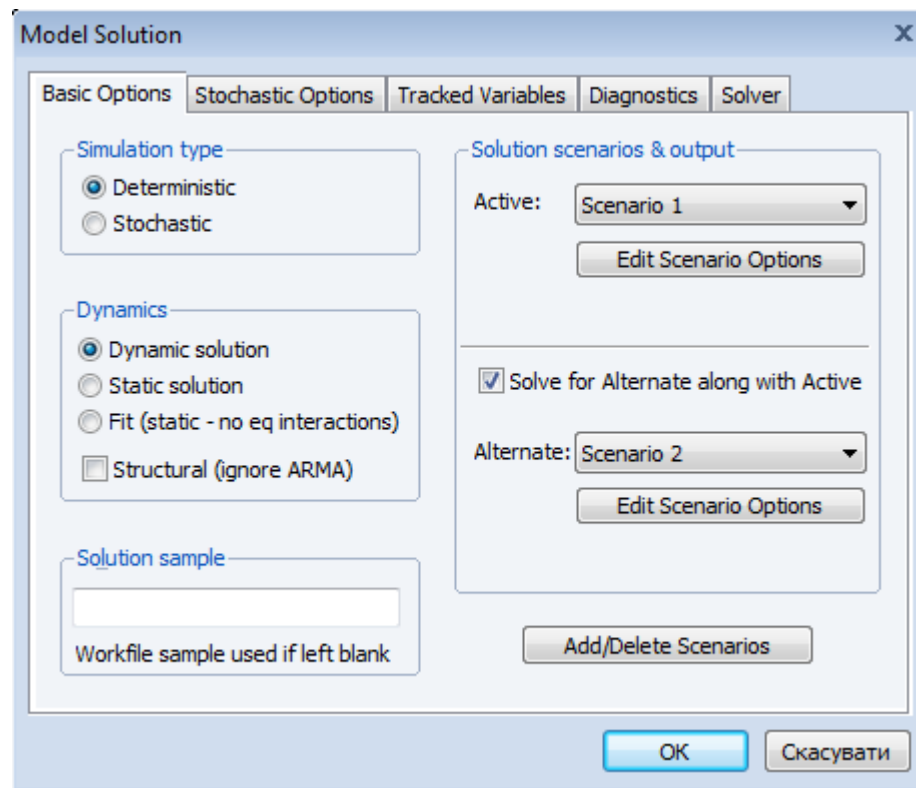 Model Solution
Basic Options
Stochastic Options
Tracked Variables
Diagnostics
Solver
Simulation type
Deterministic
Stochastic
Dynamics
Dynamic solution
Static solution
Fit (static - no eq interactions)
Structural (ignore ARMA)
Solution sample
Workfile sample used if left blank
Solution scenarios & output
Active:
Scenario 1
Edit Scenario Options
Solve for Alternate along with Active
Alternate:
Scenario 2
Edit Scenario Options
Add/Delete Scenarios
OK
Скасувати